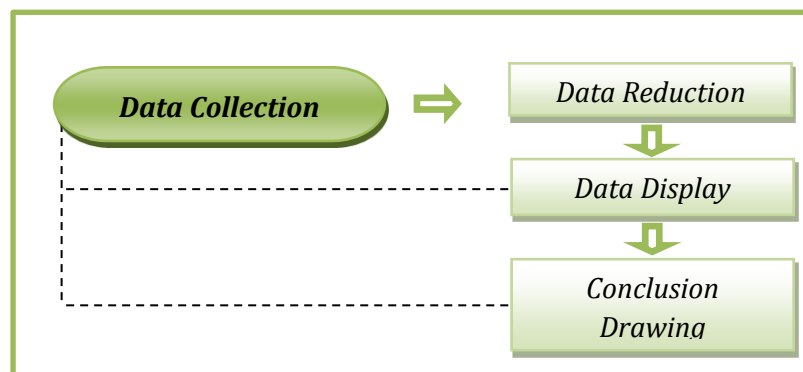 Data Collection
Data Reduction
Data Display
Conclusion
Drawing